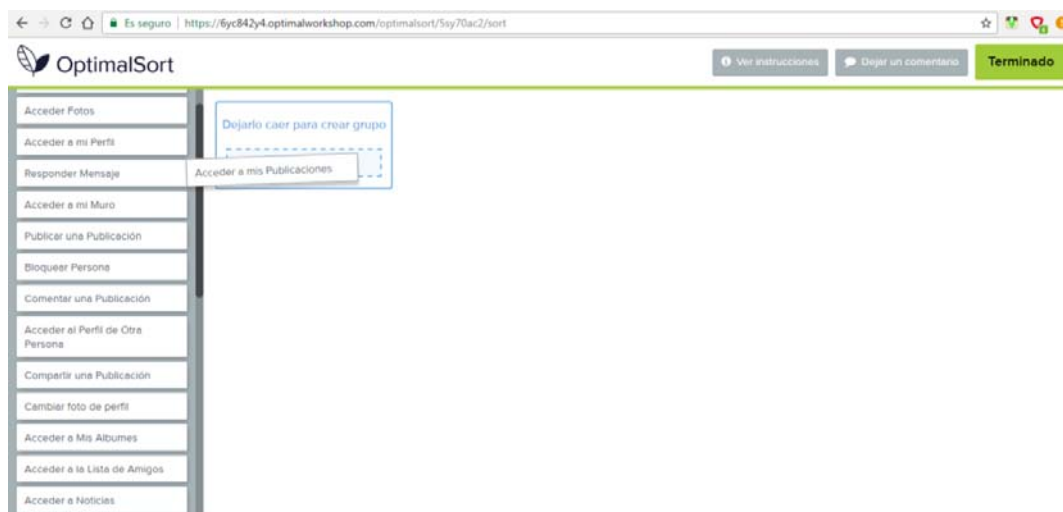 Es seguro | https://6yc842y4.optimalworkshop.com/optimalsort/5sy70ac2/sort
OptimalSort
Ver instrucciones
Dejar un comentario
Terminado
Acceder Fotos
Acceder a mi Perfil
Responder Mensaje
Acceder a mi Muro
Publicar una Publicación
Bloquear Persona
Comentar una Publicación
Acceder al Perfil de Otra
Persona
Compartir una Publicación
Cambiar foto de perfil
Acceder a Mis Albumes
Acceder a la Lista de Amigos
Acceder a Noticias
Dejarlo caer para crear grupo
Acceder a mis Publicaciones